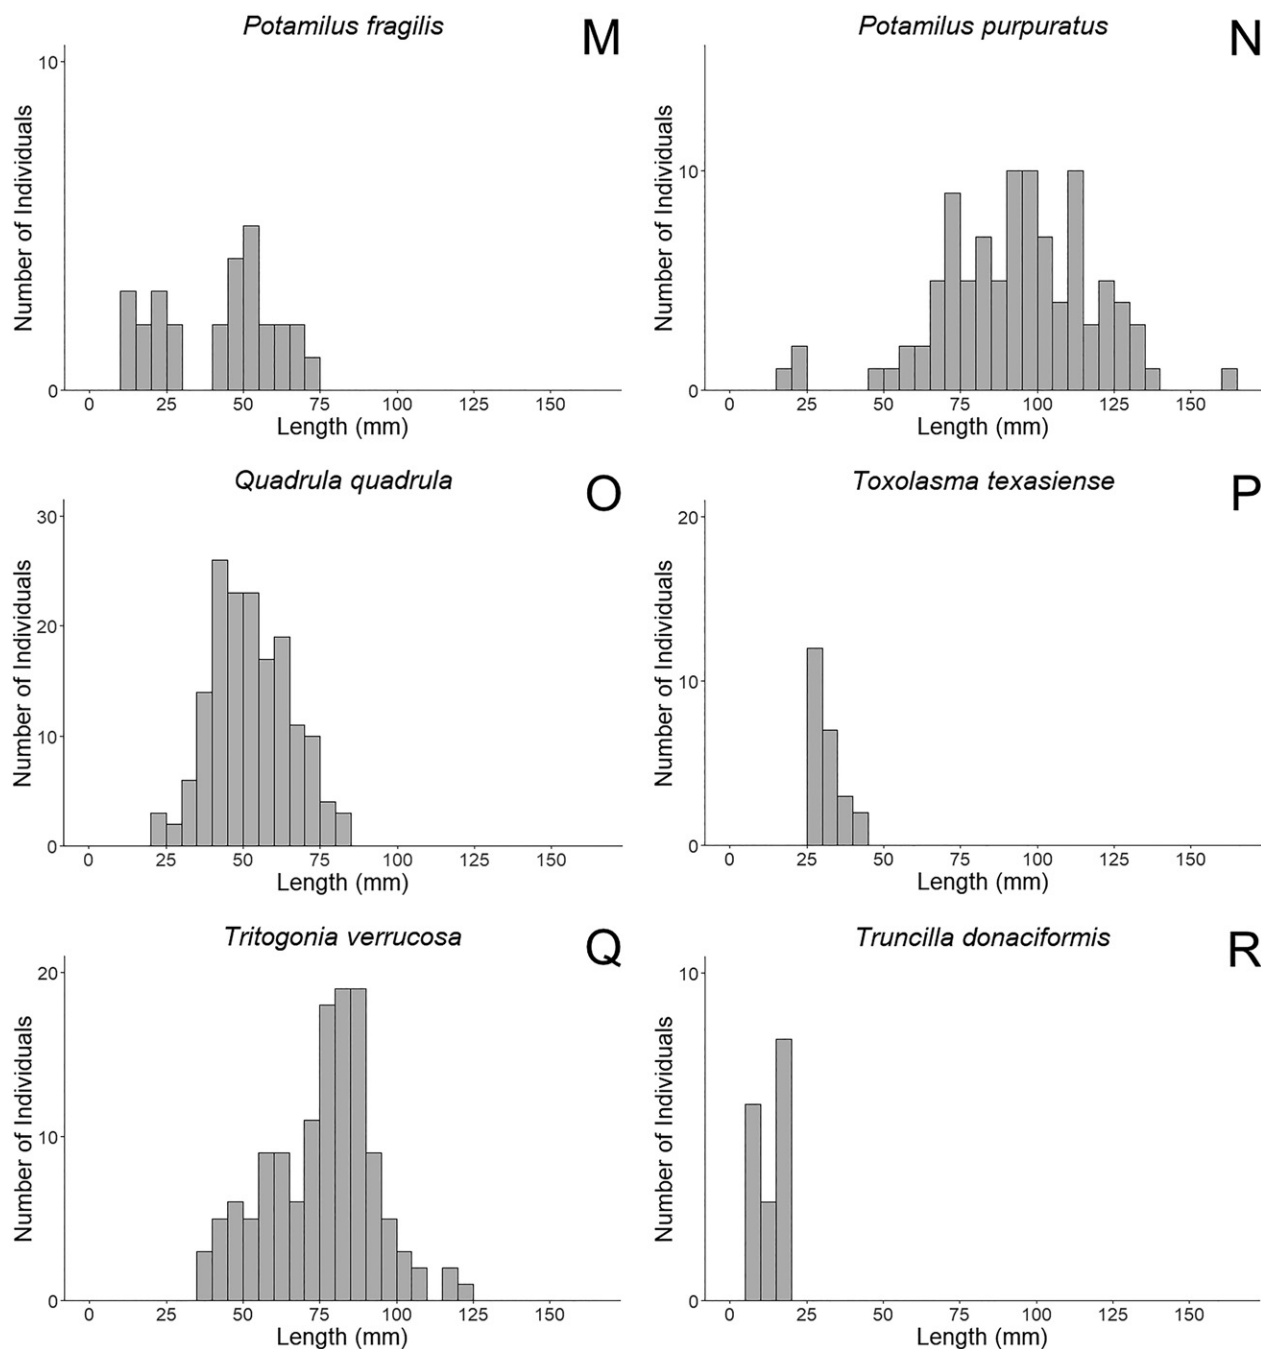 Potamilus fragilis
M
10
0
Number of Individuals
0 25 50 75 100 125 150
Length (mm)
Potamilus purpuratus
N
10
0
Number of Individuals
0 25 50 75 100 125 150
Length (mm)
Quadrula quadrula
O
30
20
10
0
Number of Individuals
0 25 50 75 100 125 150
Length (mm)
Toxolasma texasiense
P
20
10
0
Number of Individuals
0 25 50 75 100 125 150
Length (mm)
Tritogonia verrucosa
Q
20
10
0
Number of Individuals
0 25 50 75 100 125 150
Length (mm)
Truncilla donaciformis
R
10
0
Number of Individuals
0 25 50 75 100 125 150
Length (mm)